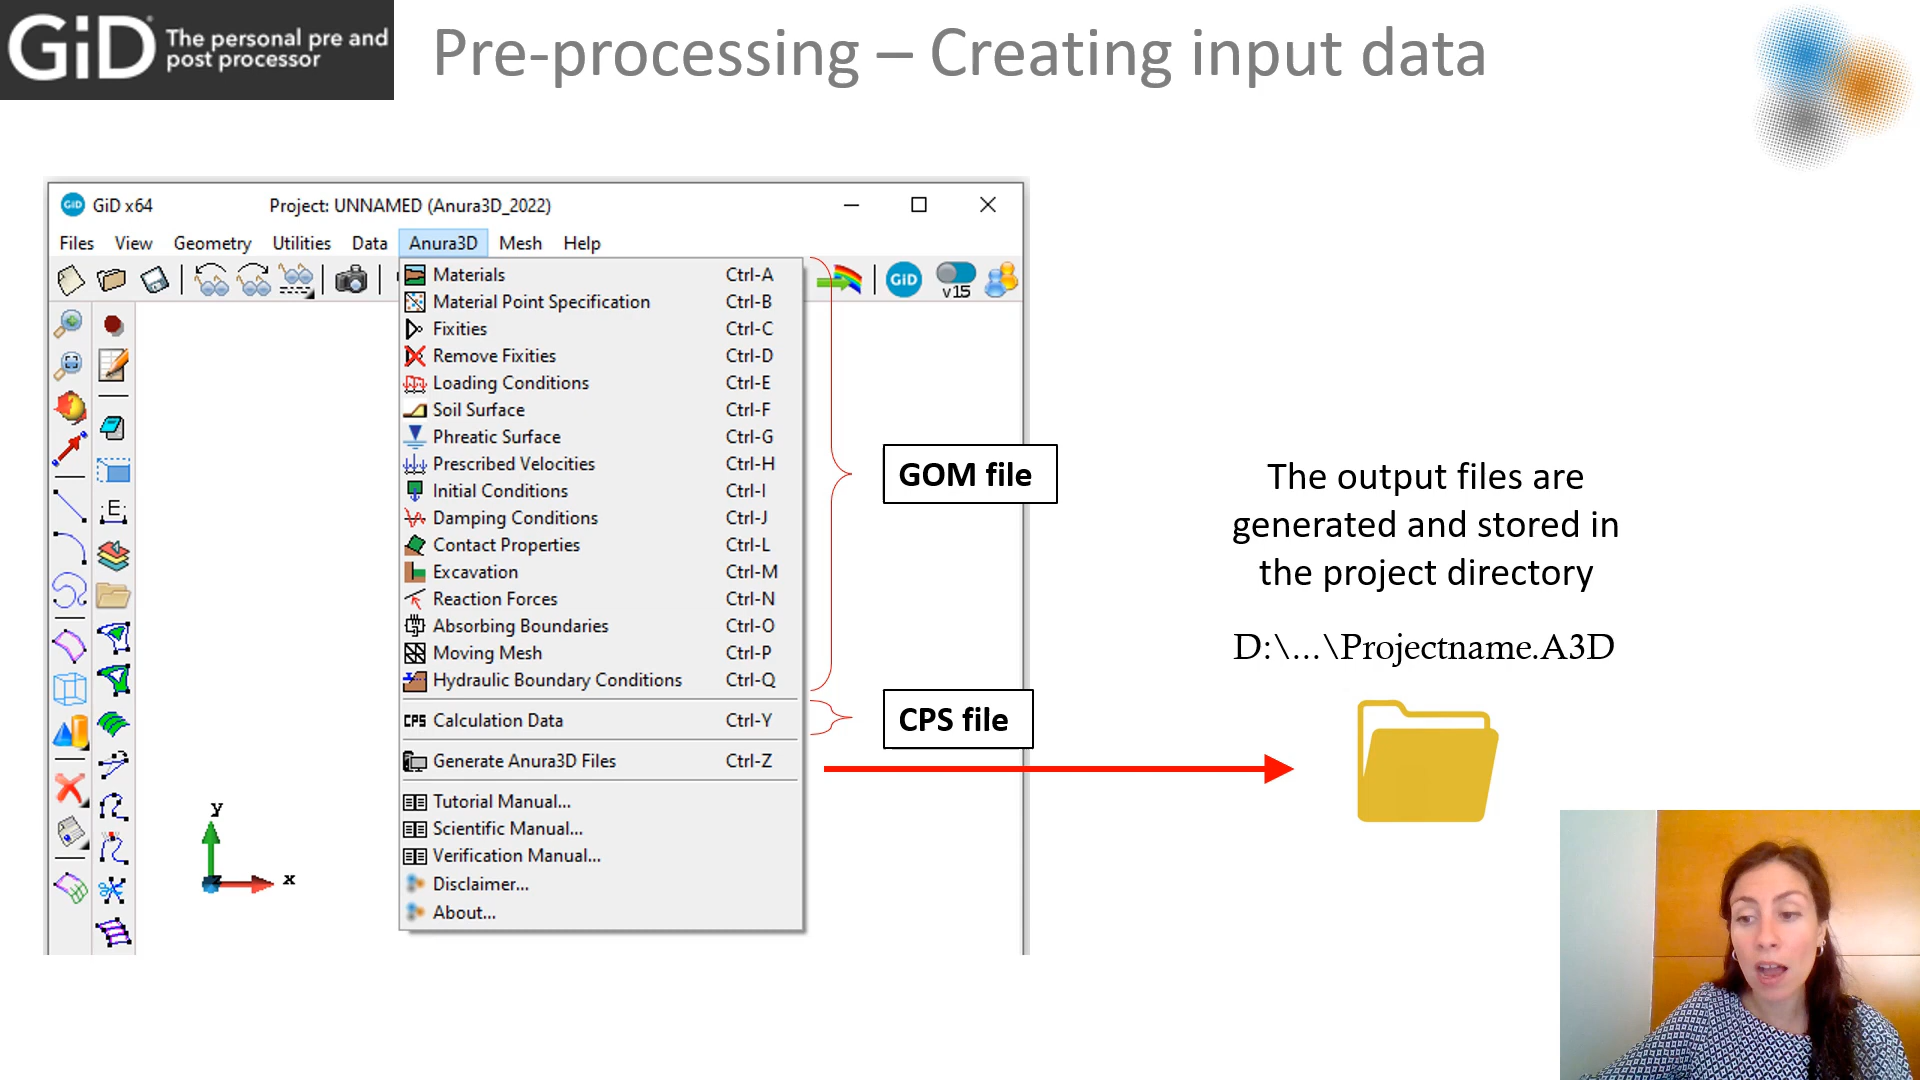 GiD The personal pre and
post processor
Pre-processing – Creating input data
GiD GiD x64 Project: UNNAMED (Anura3D_2022)
Files View Geometry Utilities Data Anura3D Mesh Help
GiD v15
Materials Ctrl-A
Material Point Specification Ctrl-B
Fixities Ctrl-C
Remove Fixities Ctrl-D
Loading Conditions Ctrl-E
Soil Surface Ctrl-F
Phreatic Surface Ctrl-G
Prescribed Velocities Ctrl-H
Initial Conditions Ctrl-I
Damping Conditions Ctrl-J
Contact Properties Ctrl-L
Excavation Ctrl-M
Reaction Forces Ctrl-N
Absorbing Boundaries Ctrl-O
Moving Mesh Ctrl-P
Hydraulic Boundary Conditions Ctrl-Q
CPS Calculation Data Ctrl-Y
Generate Anura3D Files Ctrl-Z
Tutorial Manual...
Scientific Manual...
Verification Manual...
Disclaimer...
About...
E
y
z
x
GOM file
CPS file
The output files are
generated and stored in
the project directory
D:\...\Projectname.A3D